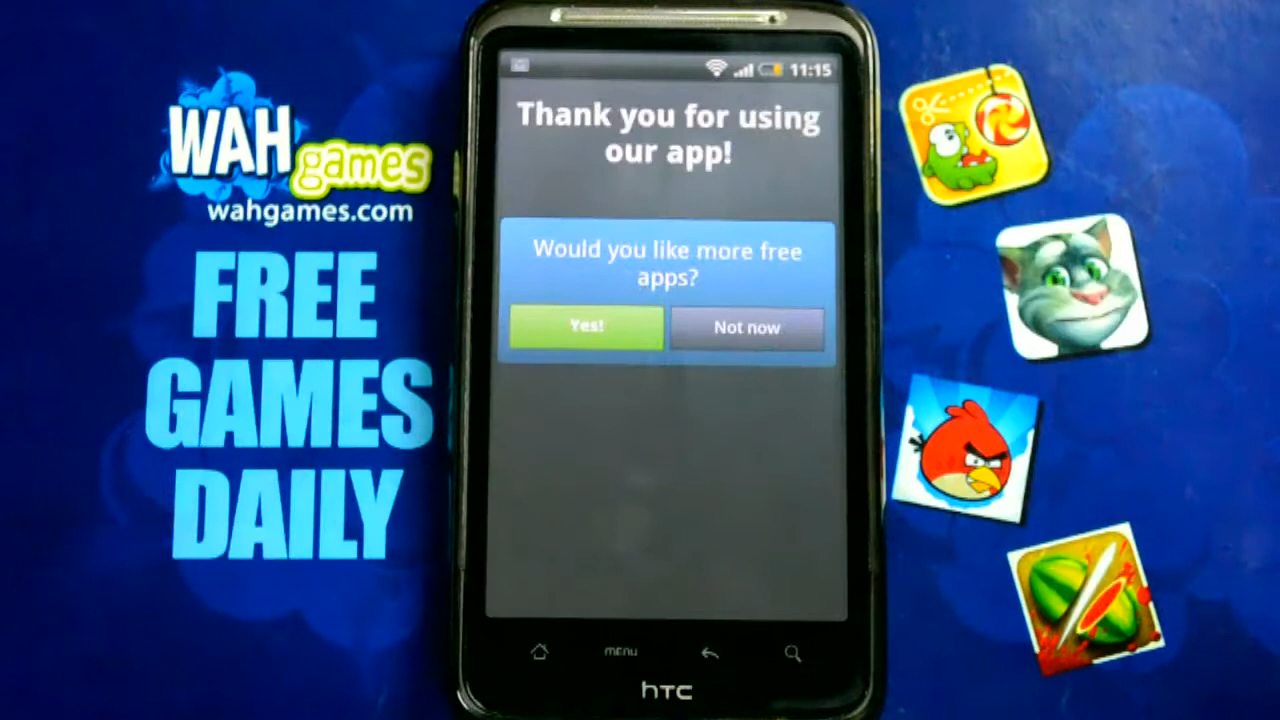 WAH
games
wahgames.com
FREE
GAMES
DAILY
11:15
Thank you for using
our app!
Would you like more free
apps?
Yes!
Not now
MENU
hTC